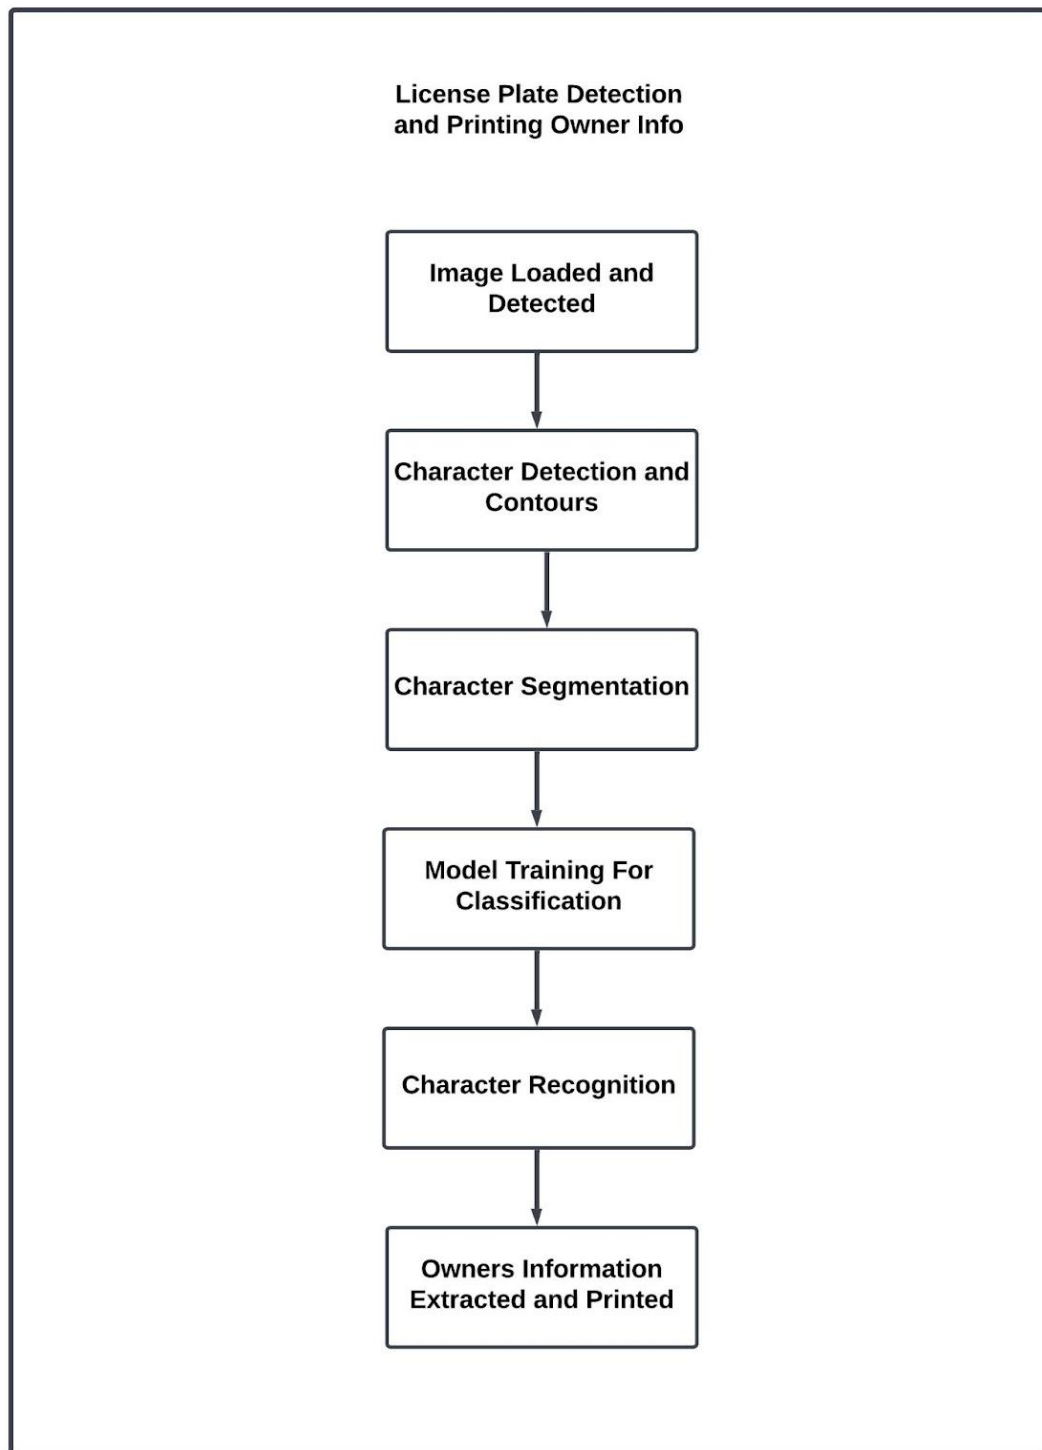 License Plate Detection
and Printing Owner Info
Image Loaded and
Detected
Character Detection and
Contours
Character Segmentation
Model Training For
Classification
Character Recognition
Owners Information
Extracted and Printed